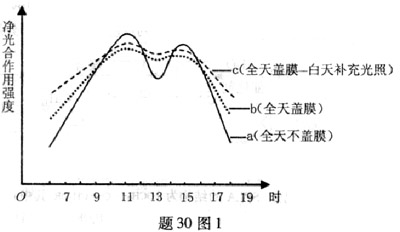 净光合作用强度
c(全天盖膜—白天补充光照)
b(全天盖膜)
a(全天不盖膜)
O 7 9 11 13 15 17 19 时
题30图1